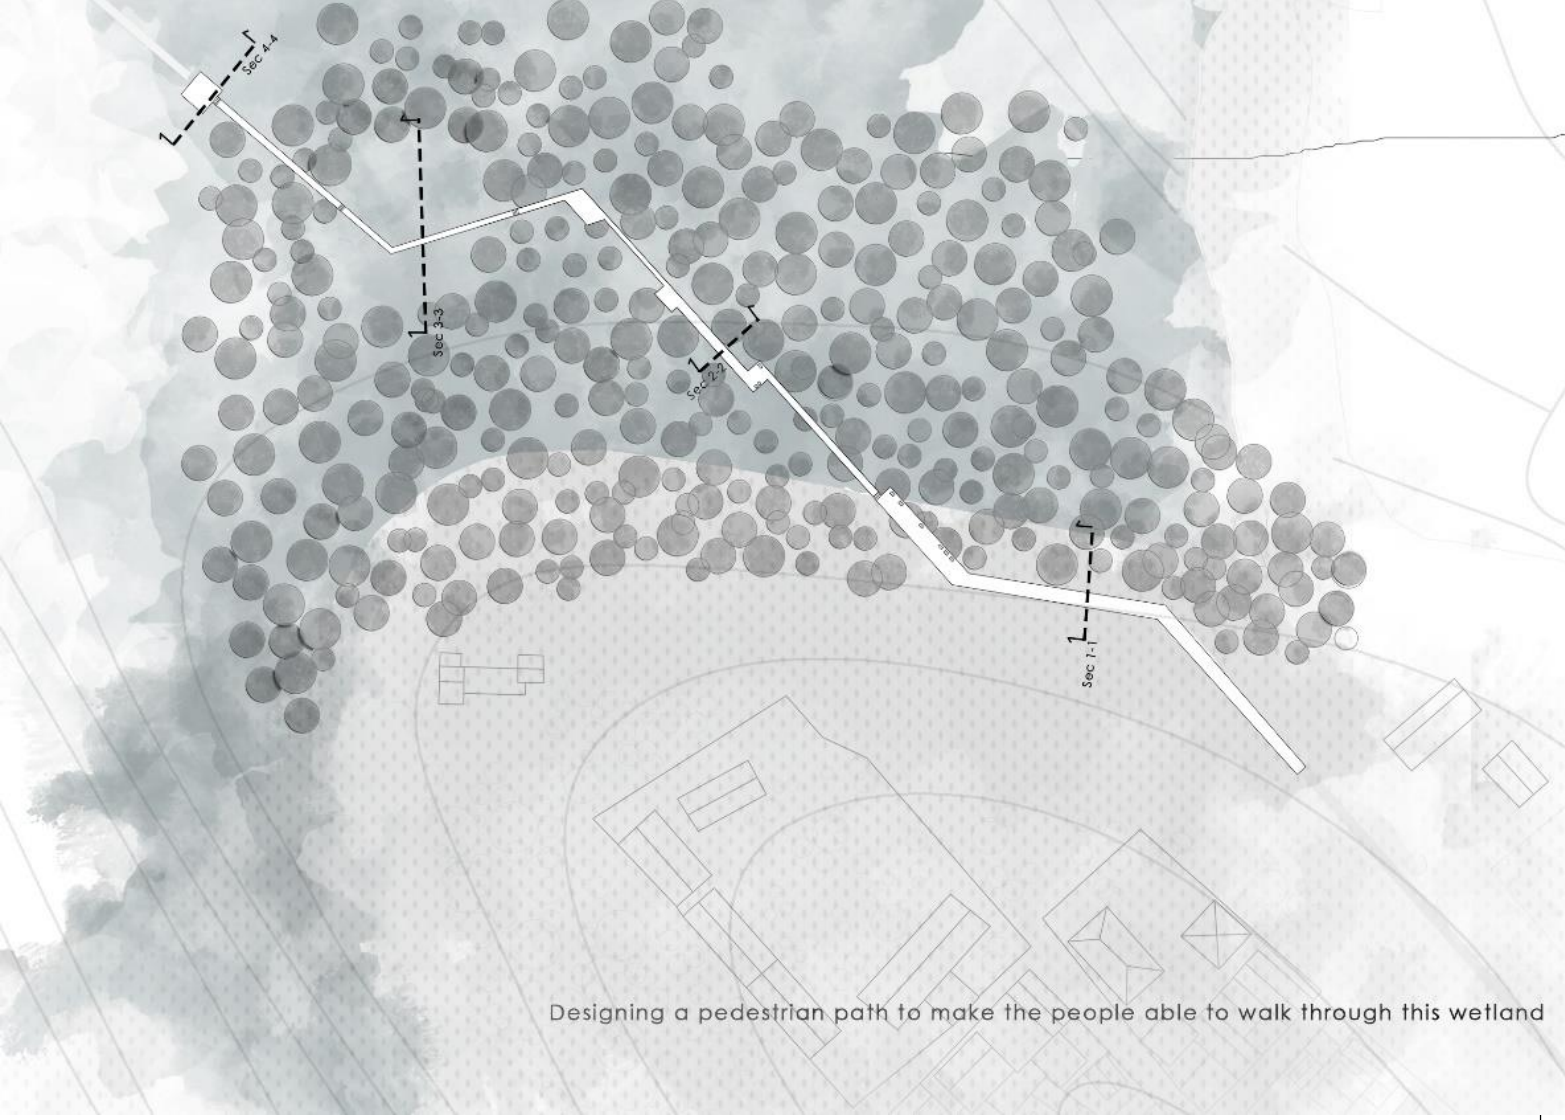 Sec 4-4
Sec 3-3
Sec 2-2
Sec 1-1
Designing a pedestrian path to make the people able to walk through this wetland